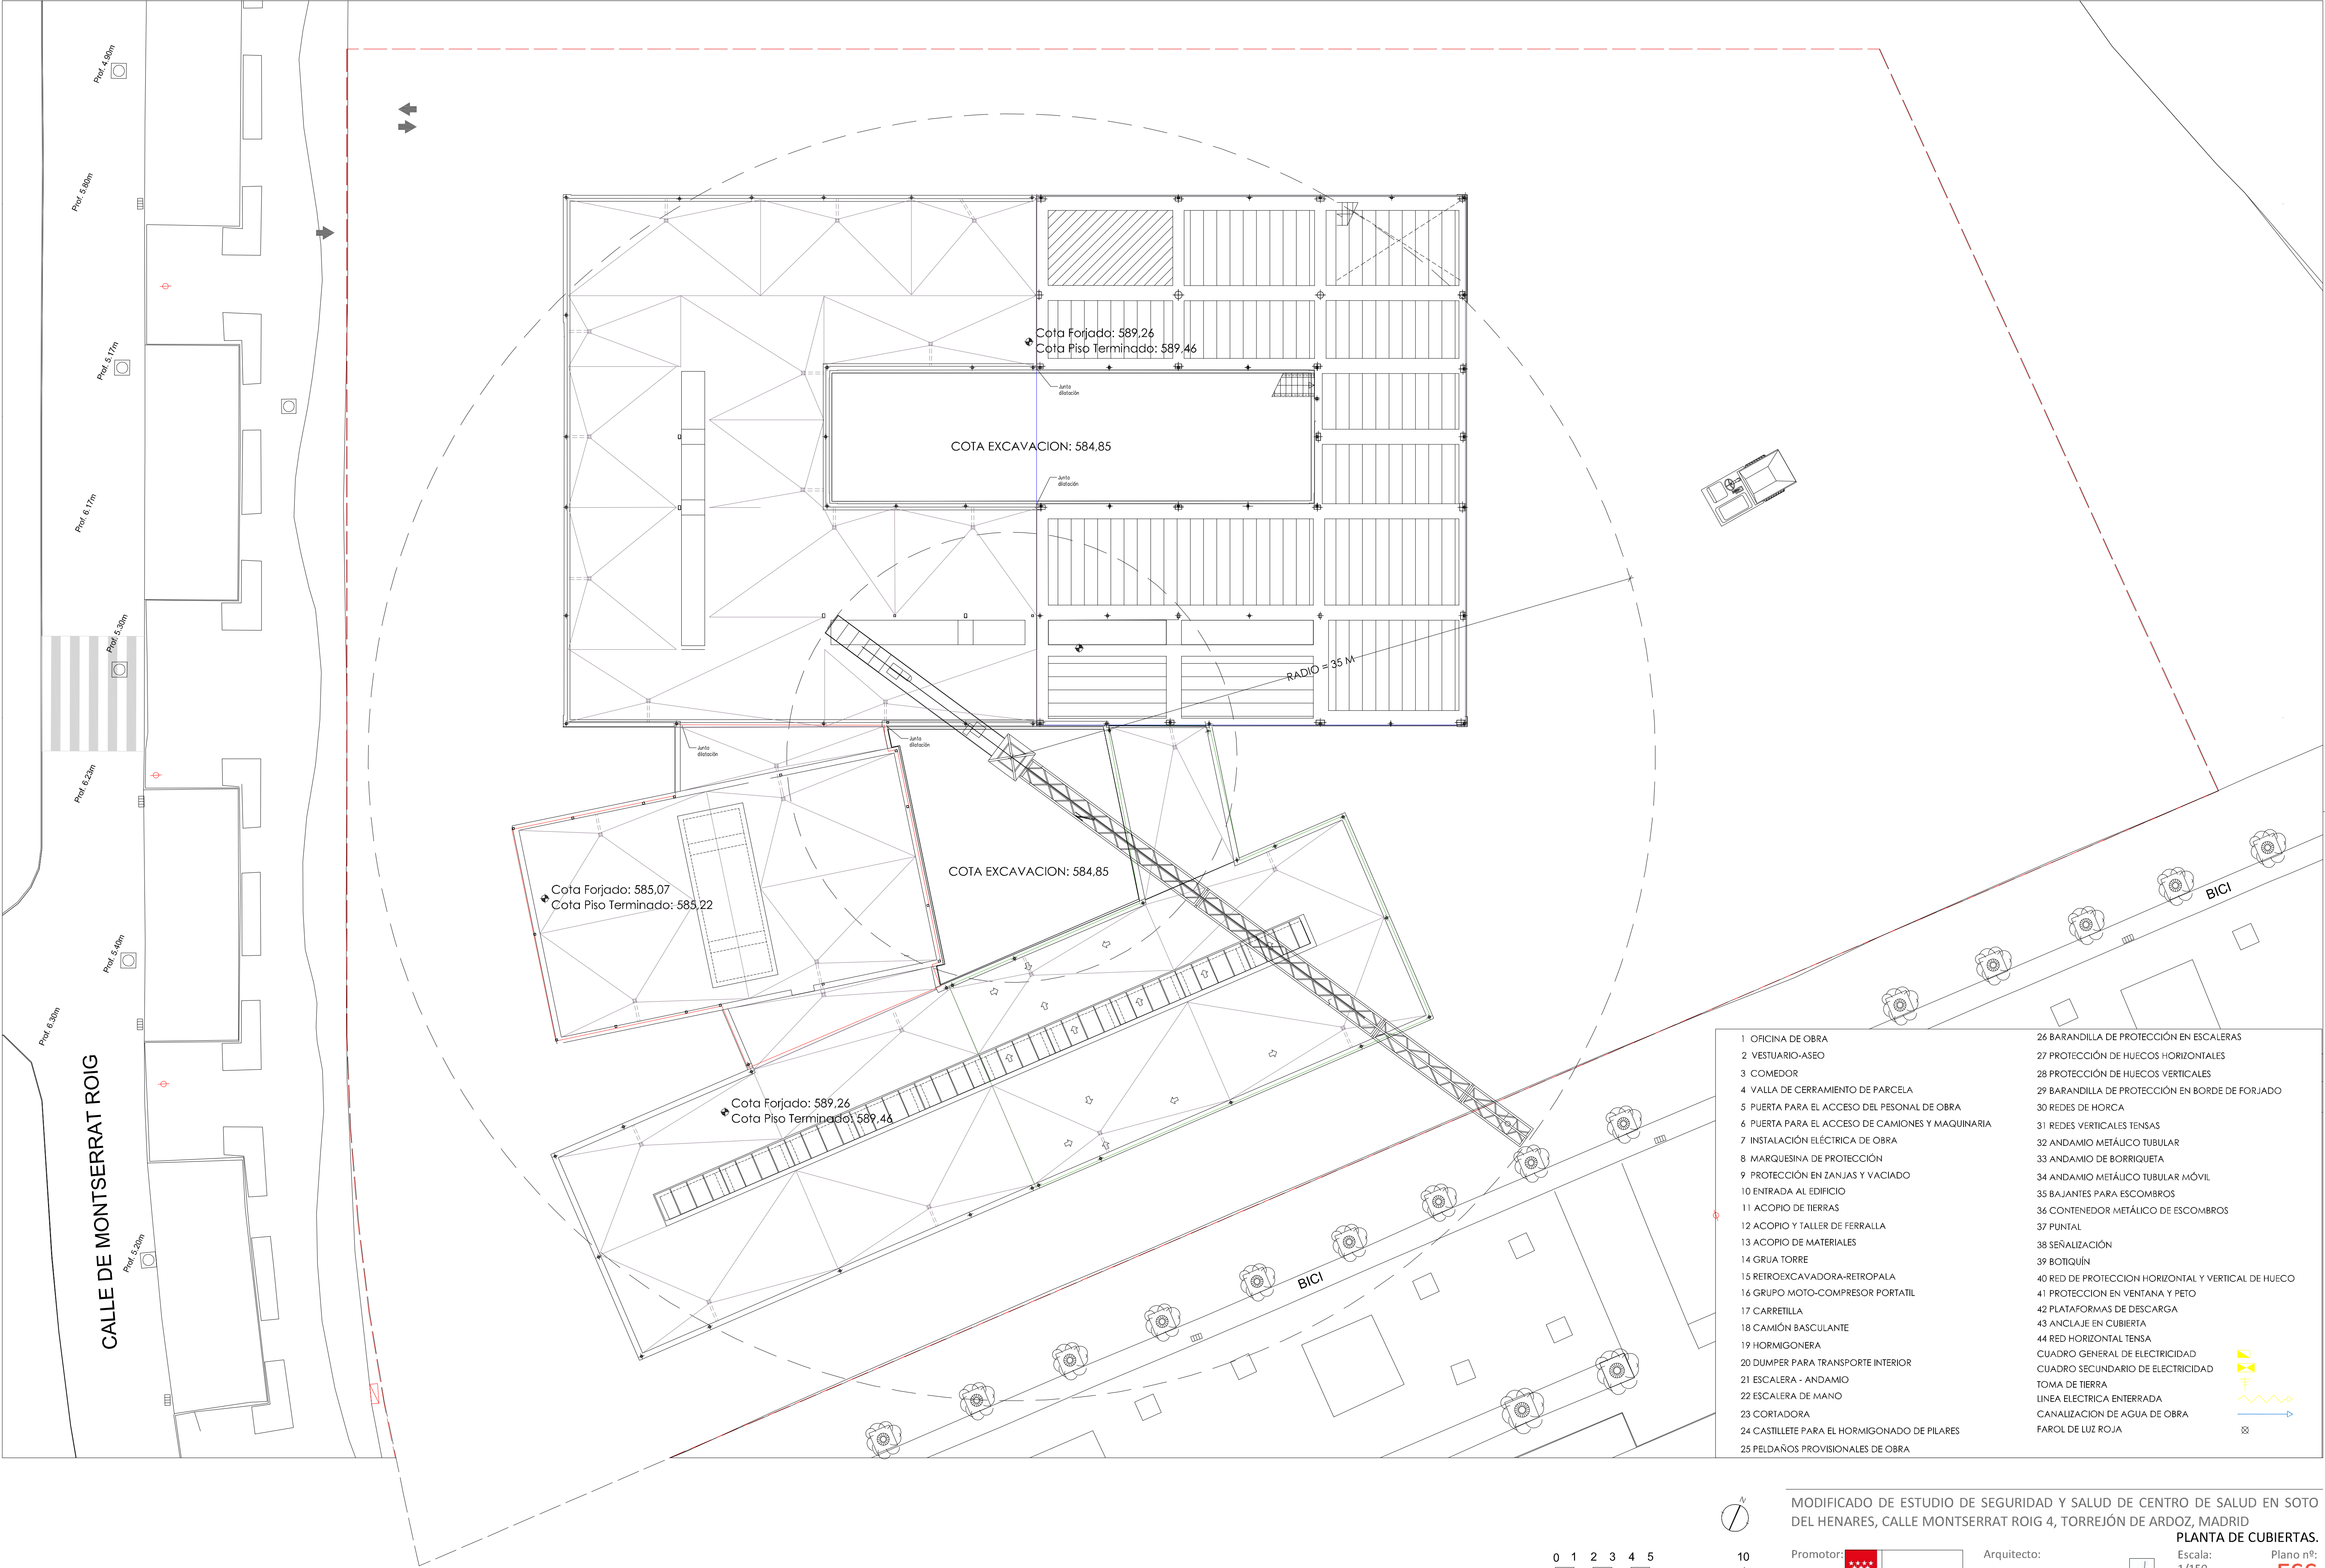 Prof. 4.90m
Prof. 5.80m
Prof. 5.17m
Prof. 6.17m
Prof. 5.30m
Prof. 6.23m
Prof. 5.40m
Prof. 6.30m
Prof. 5.20m
CALLE DE MONTSERRAT ROIG
Cota Forjado: 589,26
Cota Piso Terminado: 589,46
Junta
dilatación
COTA EXCAVACION: 584,85
Junta
dilatación
RADIO = 35 M
Junta
dilatación
Junta
dilatación
COTA EXCAVACION: 584,85
Cota Forjado: 585,07
Cota Piso Terminado: 585,22
Cota Forjado: 589,26
Cota Piso Terminado: 589,46
BICI
BICI
1 OFICINA DE OBRA
2 VESTUARIO-ASEO
3 COMEDOR
4 VALLA DE CERRAMIENTO DE PARCELA
5 PUERTA PARA EL ACCESO DEL PESONAL DE OBRA
6 PUERTA PARA EL ACCESO DE CAMIONES Y MAQUINARIA
7 INSTALACIÓN ELÉCTRICA DE OBRA
8 MARQUESINA DE PROTECCIÓN
9 PROTECCIÓN EN ZANJAS Y VACIADO
10 ENTRADA AL EDIFICIO
11 ACOPIO DE TIERRAS
12 ACOPIO Y TALLER DE FERRALLA
13 ACOPIO DE MATERIALES
14 GRUA TORRE
15 RETROEXCAVADORA-RETROPALA
16 GRUPO MOTO-COMPRESOR PORTATIL
17 CARRETILLA
18 CAMIÓN BASCULANTE
19 HORMIGONERA
20 DUMPER PARA TRANSPORTE INTERIOR
21 ESCALERA - ANDAMIO
22 ESCALERA DE MANO
23 CORTADORA
24 CASTILLETE PARA EL HORMIGONADO DE PILARES
25 PELDAÑOS PROVISIONALES DE OBRA
26 BARANDILLA DE PROTECCIÓN EN ESCALERAS
27 PROTECCIÓN DE HUECOS HORIZONTALES
28 PROTECCIÓN DE HUECOS VERTICALES
29 BARANDILLA DE PROTECCIÓN EN BORDE DE FORJADO
30 REDES DE HORCA
31 REDES VERTICALES TENSAS
32 ANDAMIO METÁLICO TUBULAR
33 ANDAMIO DE BORRIQUETA
34 ANDAMIO METÁLICO TUBULAR MÓVIL
35 BAJANTES PARA ESCOMBROS
36 CONTENEDOR METÁLICO DE ESCOMBROS
37 PUNTAL
38 SEÑALIZACIÓN
39 BOTIQUÍN
40 RED DE PROTECCION HORIZONTAL Y VERTICAL DE HUECO
41 PROTECCION EN VENTANA Y PETO
42 PLATAFORMAS DE DESCARGA
43 ANCLAJE EN CUBIERTA
44 RED HORIZONTAL TENSA
CUADRO GENERAL DE ELECTRICIDAD
CUADRO SECUNDARIO DE ELECTRICIDAD
TOMA DE TIERRA
LINEA ELECTRICA ENTERRADA
CANALIZACION DE AGUA DE OBRA
FAROL DE LUZ ROJA
N
MODIFICADO DE ESTUDIO DE SEGURIDAD Y SALUD DE CENTRO DE SALUD EN SOTO
DEL HENARES, CALLE MONTSERRAT ROIG 4, TORREJÓN DE ARDOZ, MADRID
PLANTA DE CUBIERTAS.
0 1 2 3 4 5 10
Promotor: Arquitecto: Escala: Plano nº: